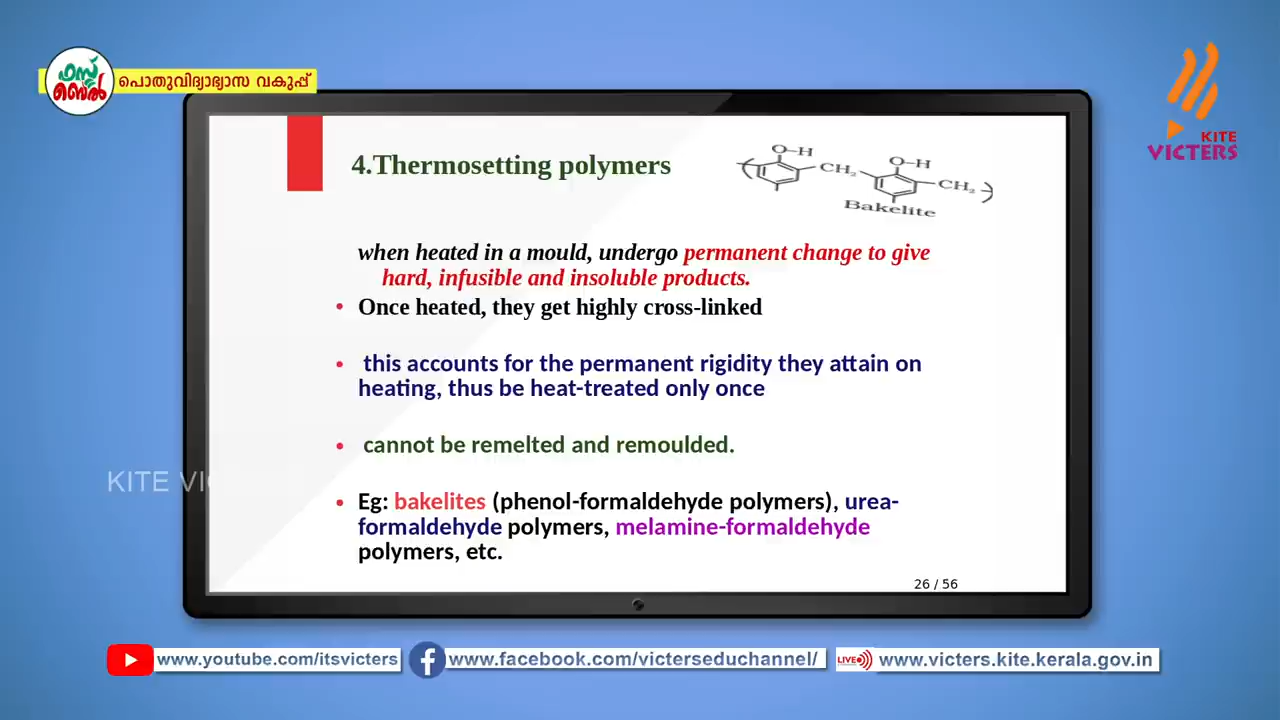 ഫസ്റ്റ്
ബെൽ
പൊതുവിദ്യാഭ്യാസ വകുപ്പ്
KITE
VICTERS
4.Thermosetting polymers
O-H
CH₂
O-H
CH₂
Bakelite
when heated in a mould, undergo permanent change to give
hard, infusible and insoluble products.
• Once heated, they get highly cross-linked
• this accounts for the permanent rigidity they attain on
heating, thus be heat-treated only once
• cannot be remelted and remoulded.
KITE VIC
• Eg: bakelites (phenol-formaldehyde polymers), urea-
formaldehyde polymers, melamine-formaldehyde
polymers, etc.
26 / 56
www.youtube.com/itsvicters
www.facebook.com/victerseduchannel/
LIVE
www.victers.kite.kerala.gov.in